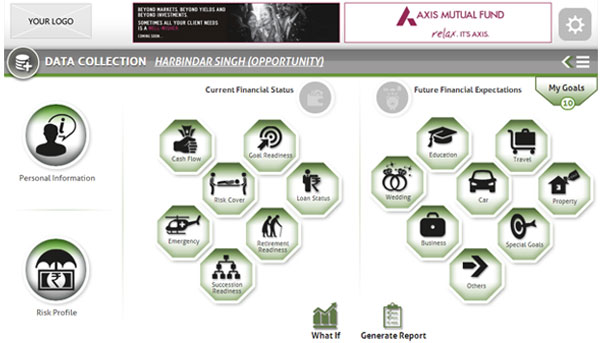 YOUR LOGO
BEYOND MARKETS. BEYOND YIELDS AND
BEYOND INVESTMENTS.
SOMETIMES ALL YOUR CLIENT NEEDS
IS A WELL-WISHER.
COMING SOON...
AXIS MUTUAL FUND
relax. IT'S AXIS.
DATA COLLECTION HARBINDAR SINGH (OPPORTUNITY)
Current Financial Status
Future Financial Expectations
My Goals
10
Personal Information
Risk Profile
Cash Flow
Goal Readiness
Risk Cover
Loan Status
Emergency
Retirement
Readiness
Succession
Readiness
Education
Travel
Wedding
Car
Property
Business
Special Goals
Others
What If
Generate Report